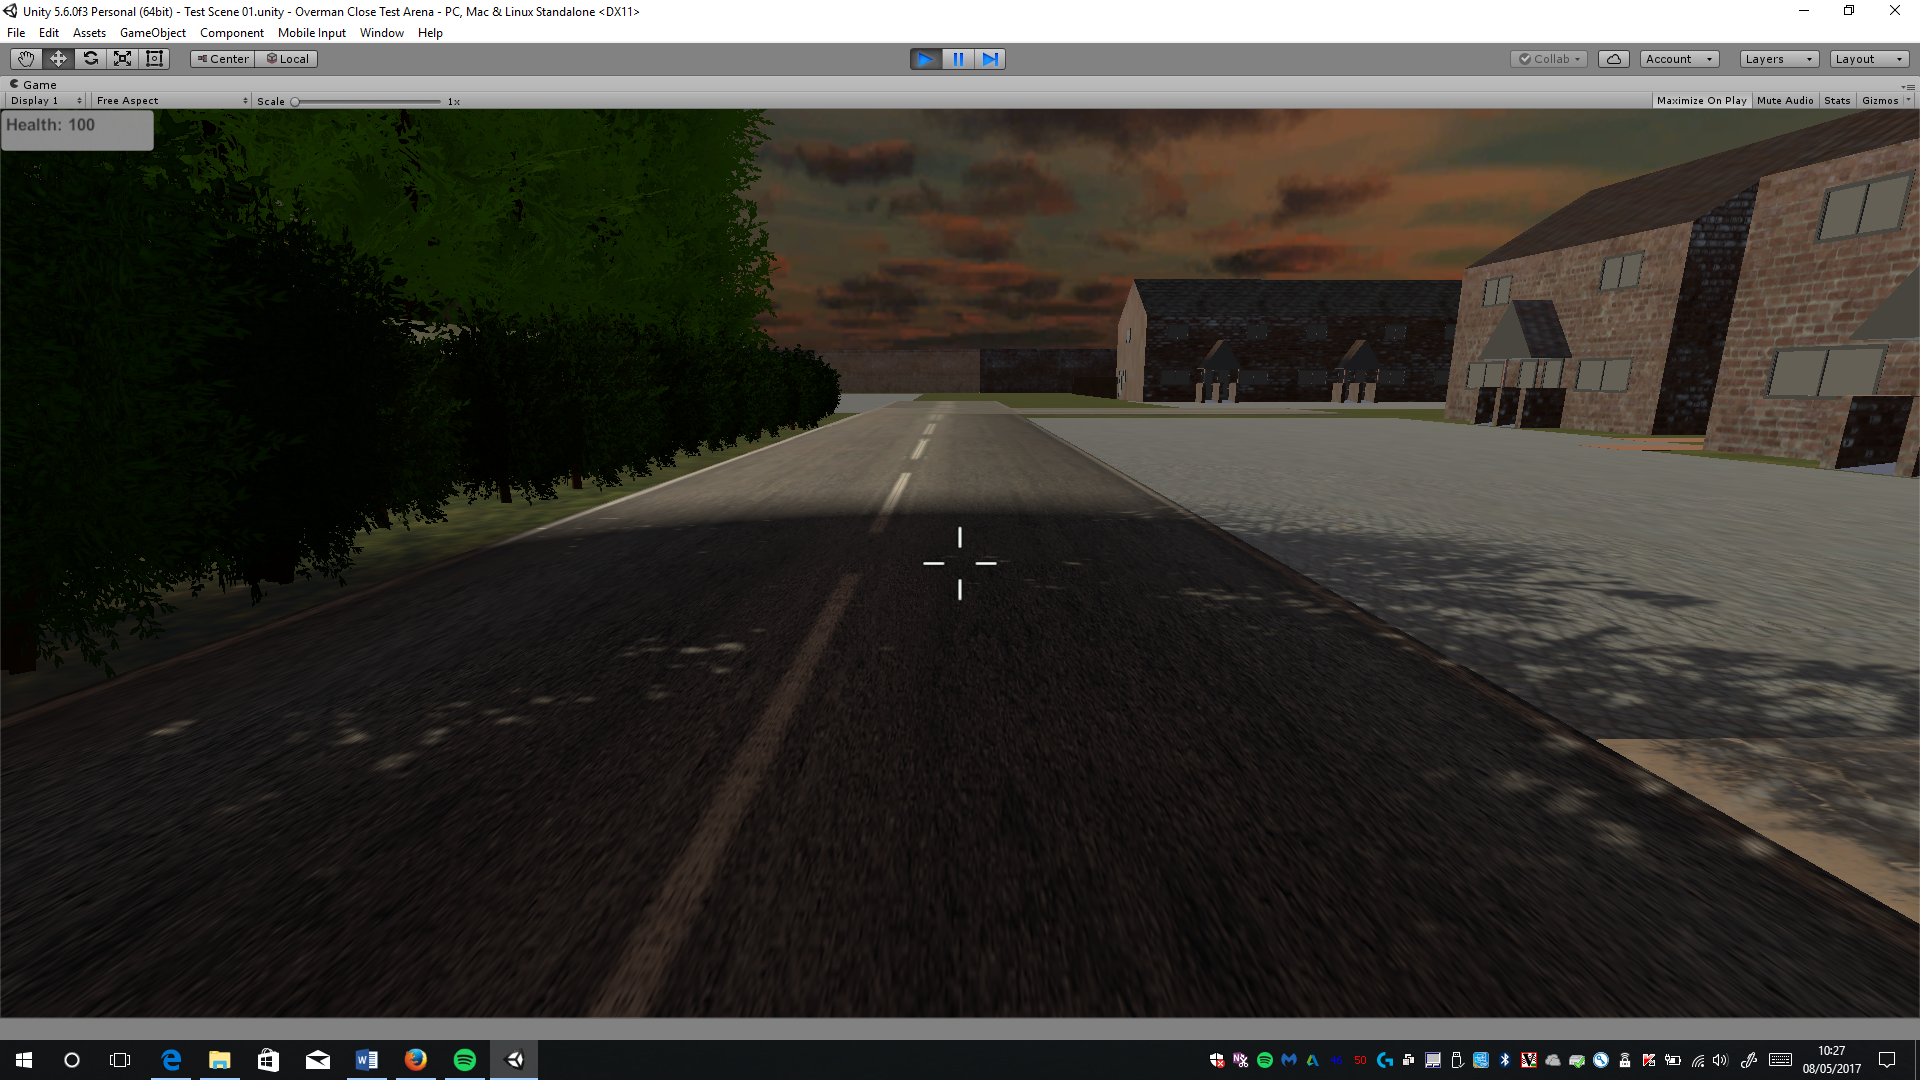 Unity 5.6.0f3 Personal (64bit) - Test Scene 01.unity - Overman Close Test Arena - PC, Mac & Linux Standalone <DX11>
File Edit Assets GameObject Component Mobile Input Window Help
Center Local Collab Account Layers Layout
Game
Display 1 Free Aspect Scale 1x Maximize On Play Mute Audio Stats Gizmos
Health: 100
50
10:27
08/05/2017